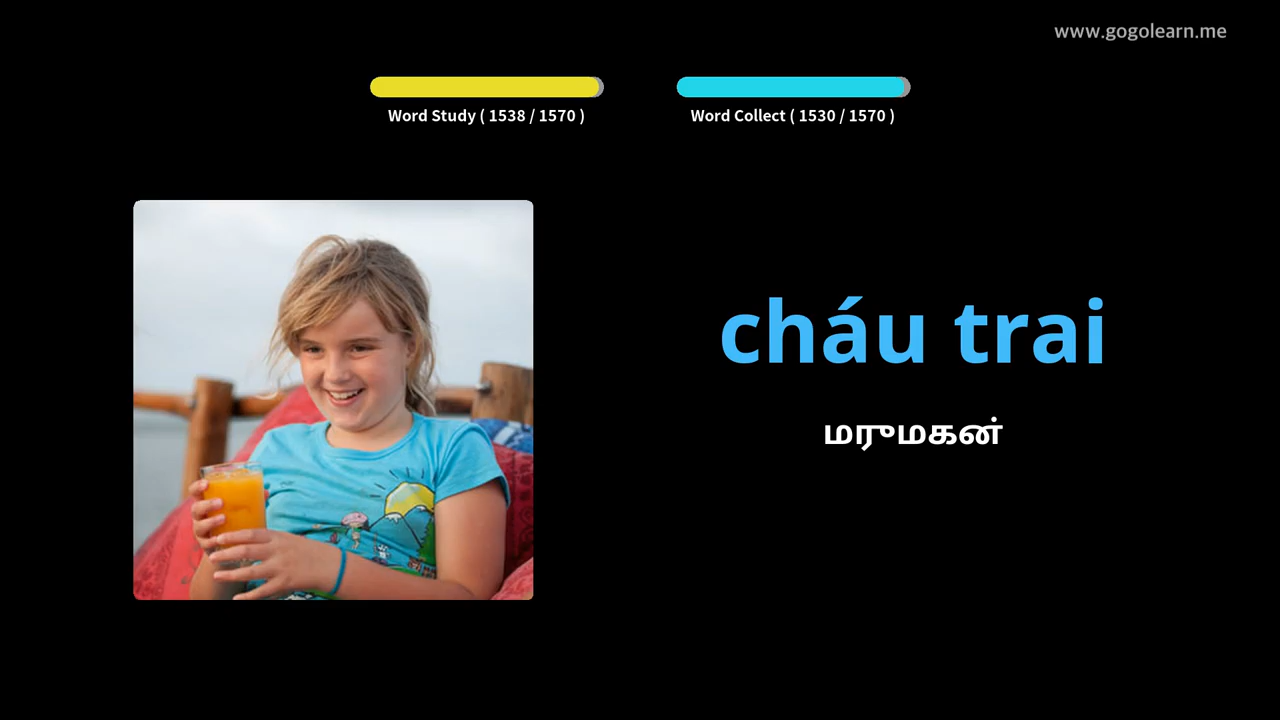 www.gogolearn.me
Word Study ( 1538 / 1570 )
Word Collect ( 1530 / 1570 )
cháu trai
மருமகன்